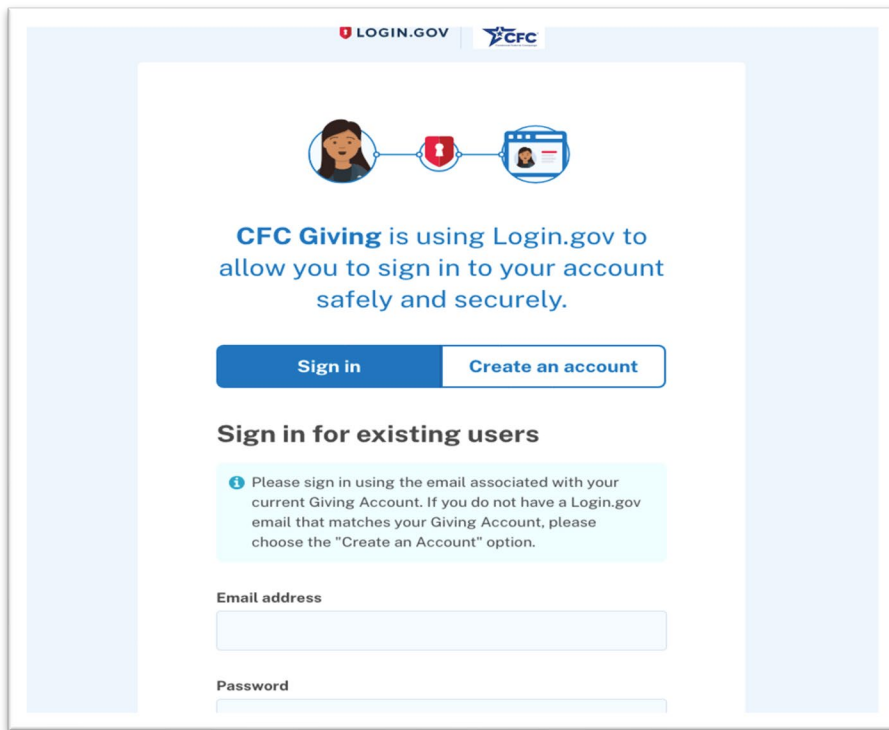 LOGIN.GOV CFC
CFC Giving is using Login.gov to
allow you to sign in to your account
safely and securely.
Sign in Create an account
Sign in for existing users
Please sign in using the email associated with your
current Giving Account. If you do not have a Login.gov
email that matches your Giving Account, please
choose the "Create an Account" option.
Email address
Password